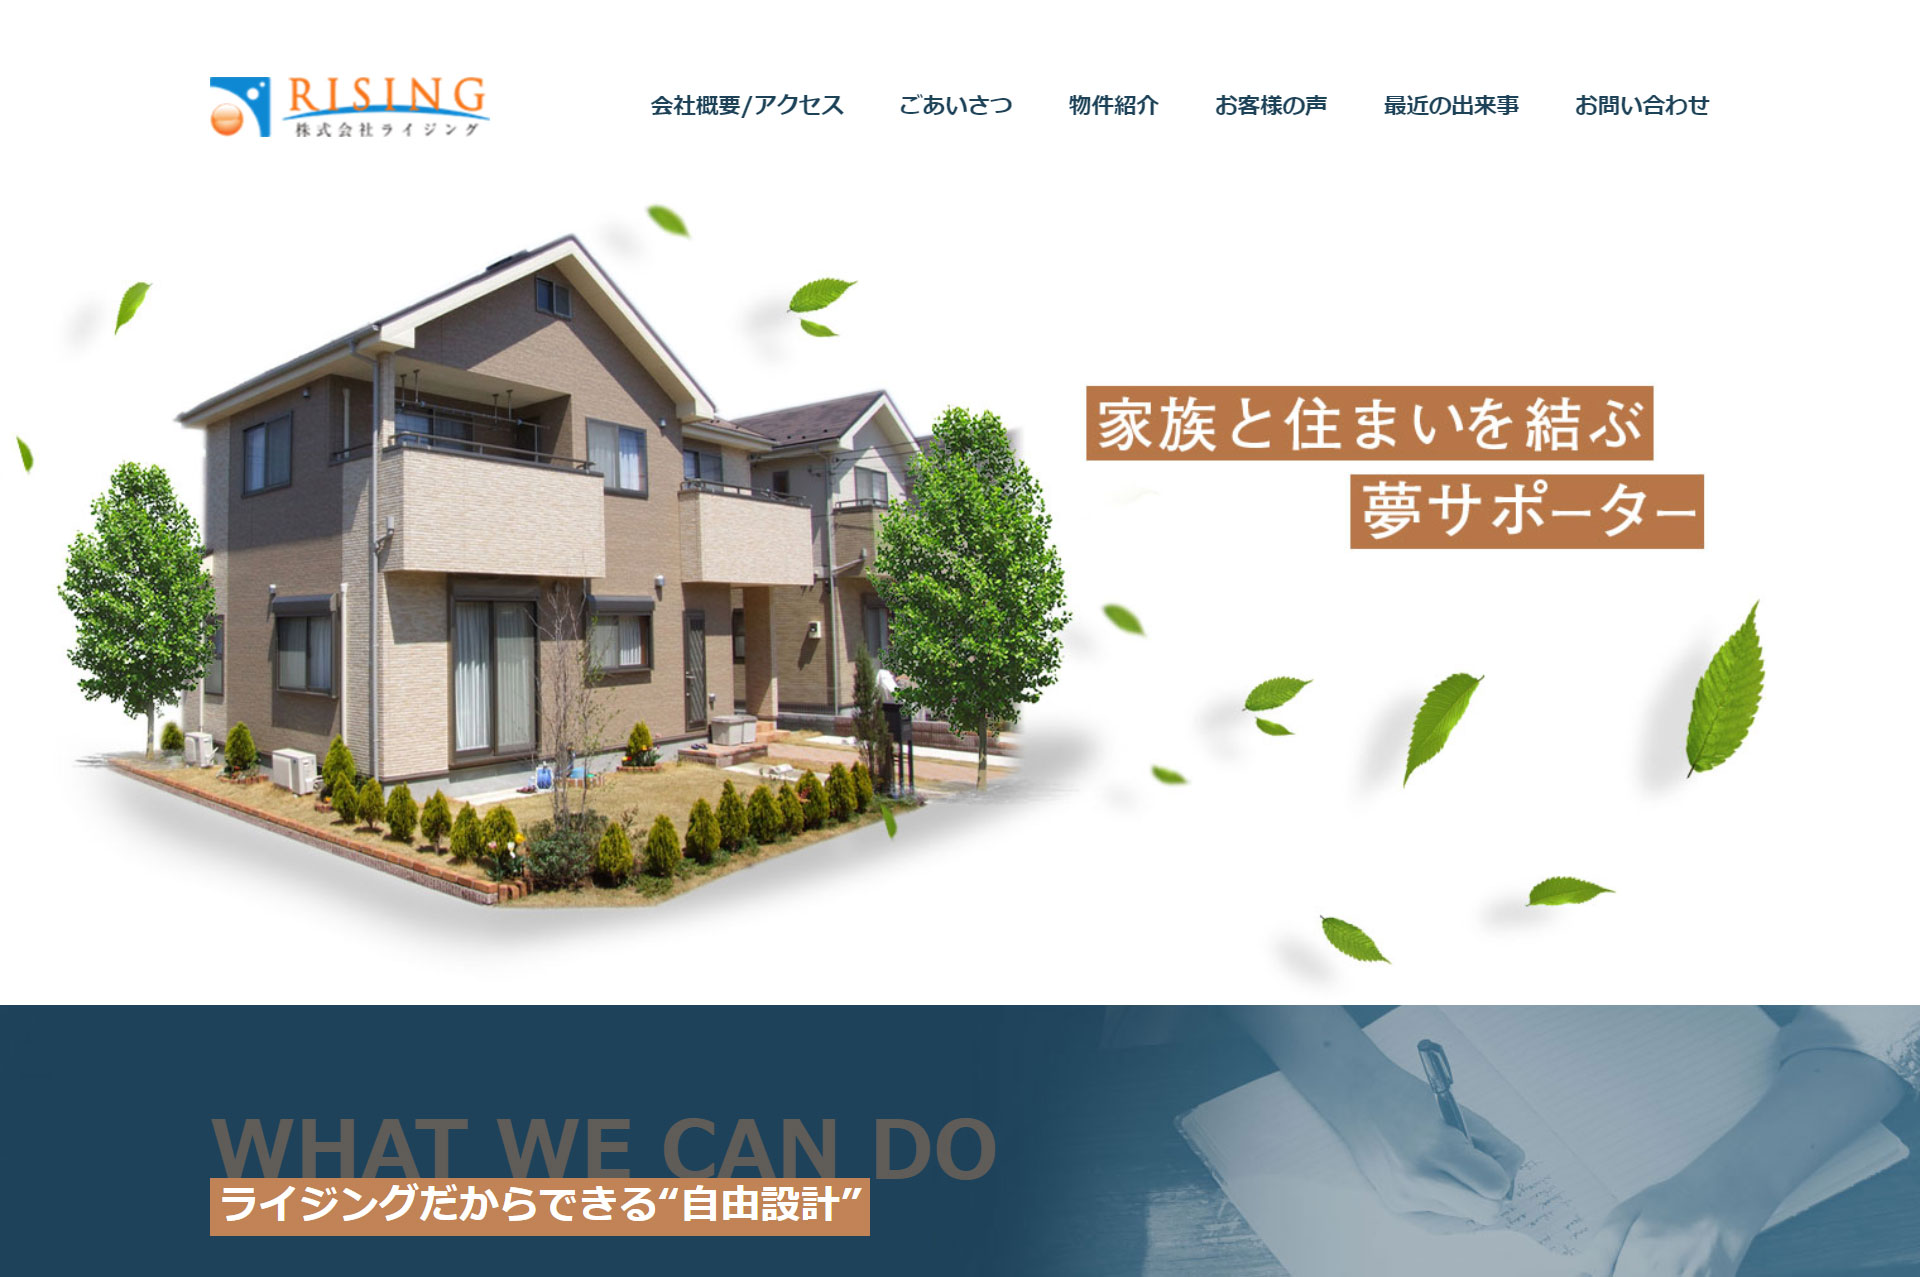 RISING
株式会社ライジング
会社概要/アクセス ごあいさつ 物件紹介 お客様の声 最近の出来事 お問い合わせ
家族と住まいを結ぶ
夢サポーター
WHAT WE CAN DO
ライジングだからできる“自由設計”